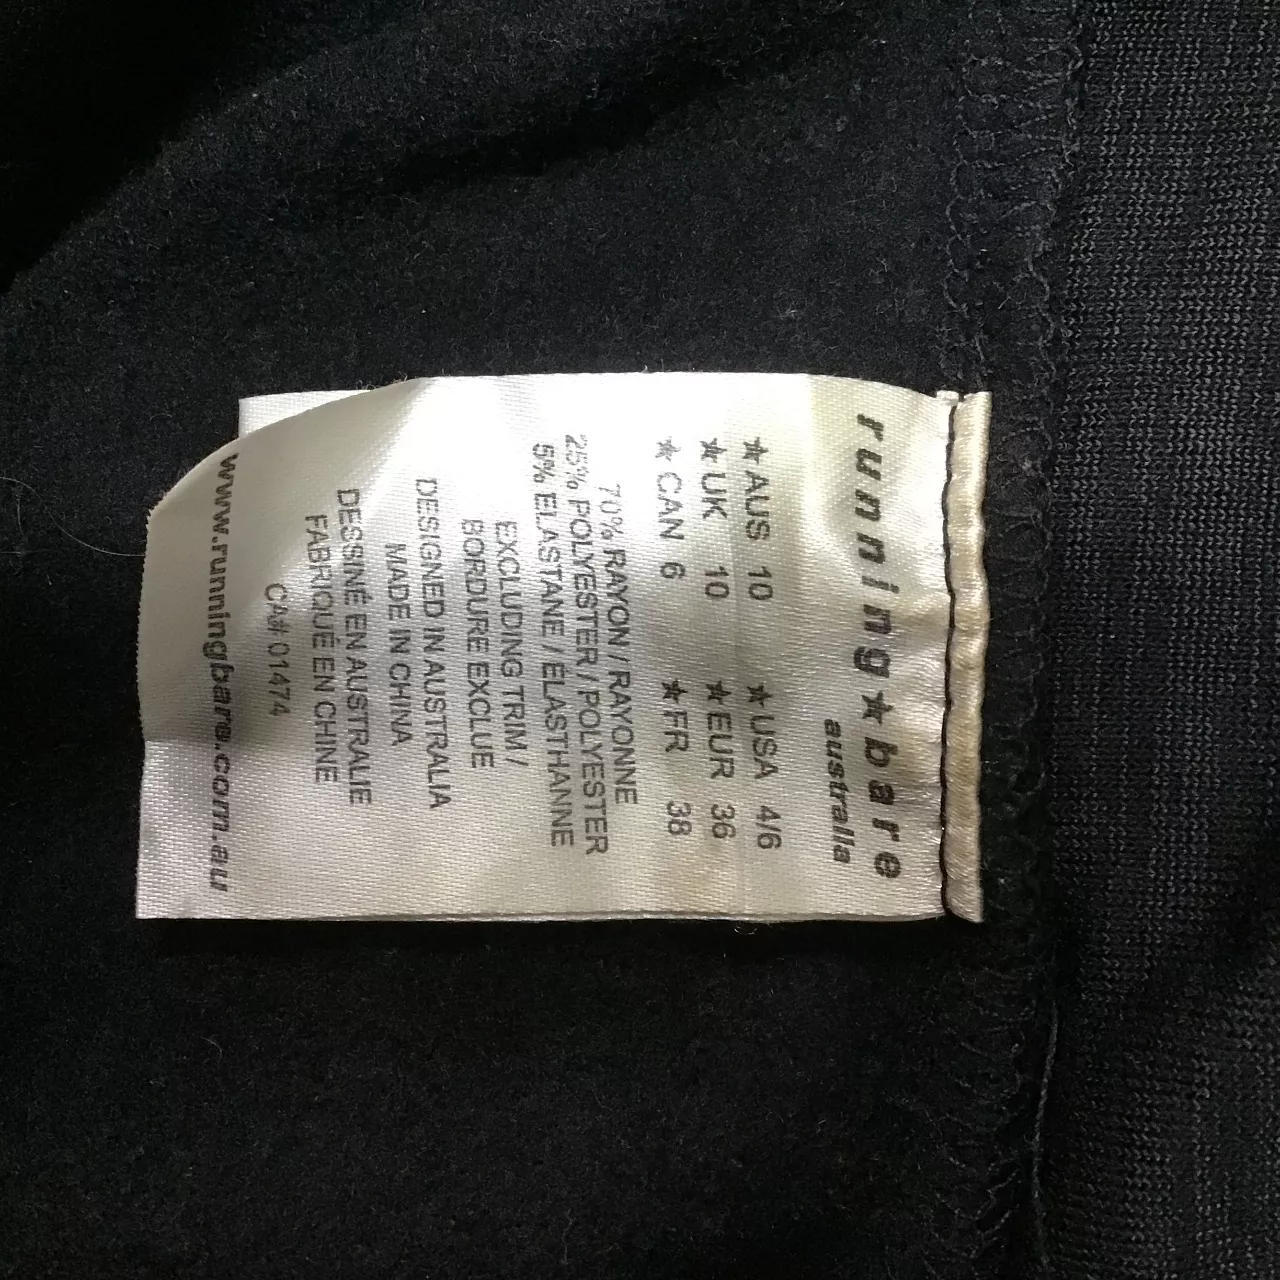 running★bare
australia
★AUS 10 ★USA 4/6
★UK 10 ★EUR 36
★CAN 6 ★FR 38
70% RAYON / RAYONNE
25% POLYESTER / POLYESTER
5% ELASTANE / ÉLASTHANNE
EXCLUDING TRIM /
BORDURE EXCLUE
DESIGNED IN AUSTRALIA
MADE IN CHINA
DESSINÉ EN AUSTRALIE
FABRIQUÉ EN CHINE
CA# 01474
www.runningbare.com.au